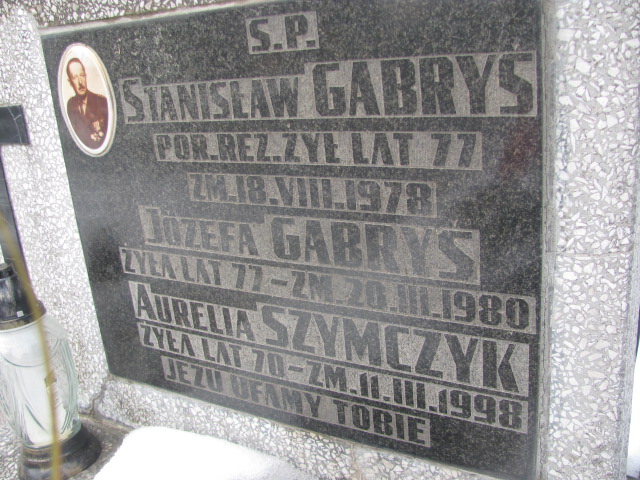 S.P.
STANISŁAW GABRYŚ
POR.REZ.ŻYŁ LAT 77
ZM.18.VIII.1978
JÓZEFA GABRYŚ
ŻYŁA LAT 77-ZM.20.III.1980
AURELIA SZYMCZYK
ŻYŁA LAT 70-ZM.11.III.1998
JEZU UFAMY TOBIE